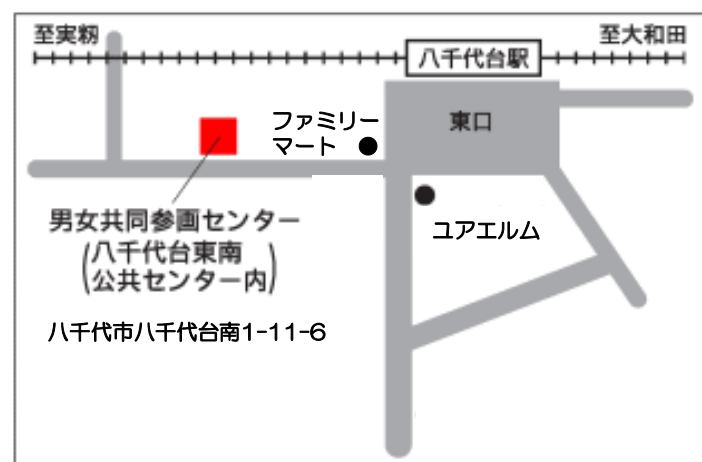 至実籾
至大和田
八千代台駅
東口
ファミリー
マート
ユアエルム
男女共同参画センター
(八千代台東南
公共センター内)
八千代市八千代台南1-11-6